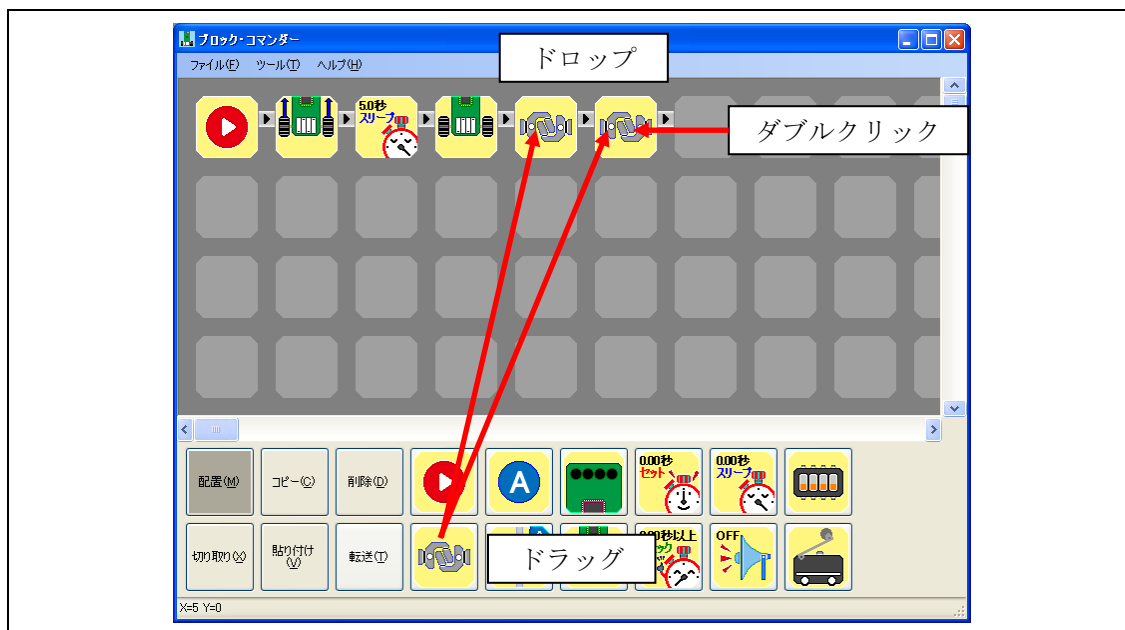 ブロック・コマンダー
ドロップ
ファイル(F) ツール(T) ヘルプ(H)
5.0秒
スリープ
ダブルクリック
配置(M)
コピー(C)
削除(D)
A
0.00秒
セット
0.00秒
スリープ
切り取り(X)
貼り付け
(V)
転送(T)
ドラッグ
秒以上
OFF
X=5 Y=0